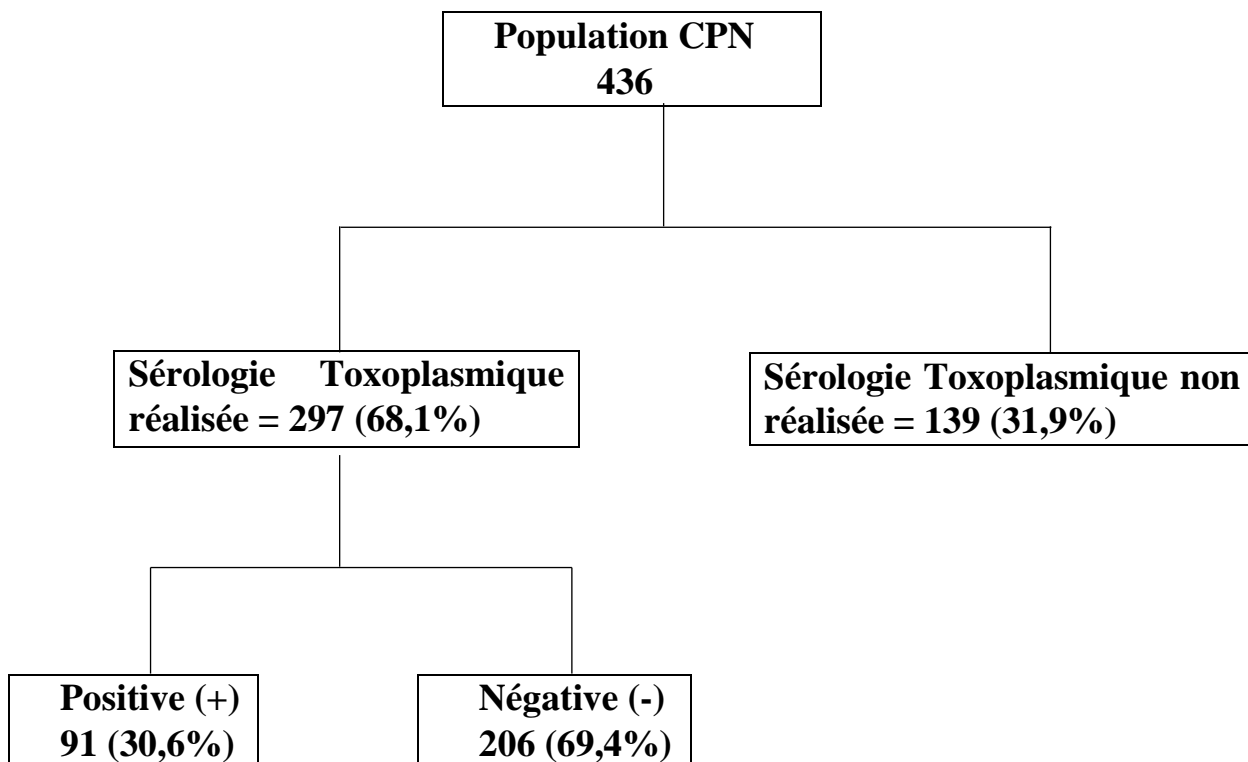 Population CPN
436
Sérologie Toxoplasmique
réalisée = 297 (68,1%)
Sérologie Toxoplasmique non
réalisée = 139 (31,9%)
Positive (+)
91 (30,6%)
Négative (-)
206 (69,4%)